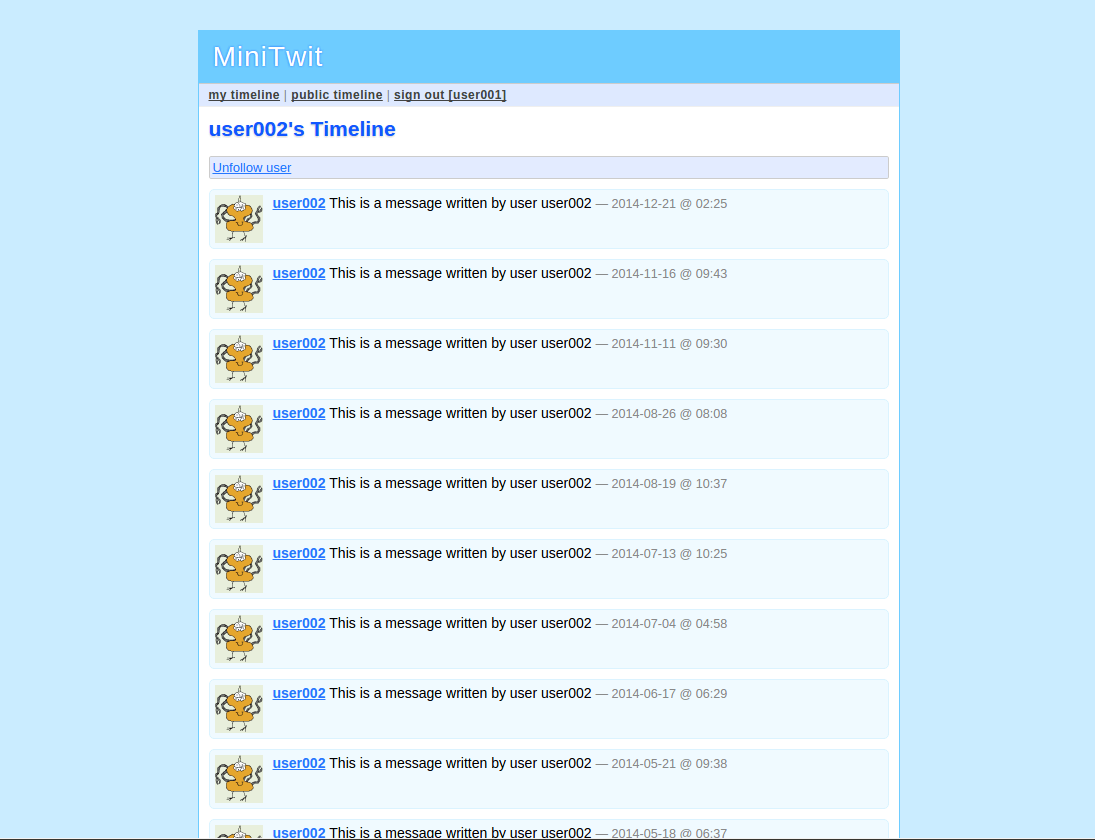 MiniTwit
my timeline | public timeline | sign out [user001]
user002's Timeline
Unfollow user
user002 This is a message written by user user002 — 2014-12-21 @ 02:25
user002 This is a message written by user user002 — 2014-11-16 @ 09:43
user002 This is a message written by user user002 — 2014-11-11 @ 09:30
user002 This is a message written by user user002 — 2014-08-26 @ 08:08
user002 This is a message written by user user002 — 2014-08-19 @ 10:37
user002 This is a message written by user user002 — 2014-07-13 @ 10:25
user002 This is a message written by user user002 — 2014-07-04 @ 04:58
user002 This is a message written by user user002 — 2014-06-17 @ 06:29
user002 This is a message written by user user002 — 2014-05-21 @ 09:38
user002 This is a message written by user user002 — 2014-05-18 @ 06:37